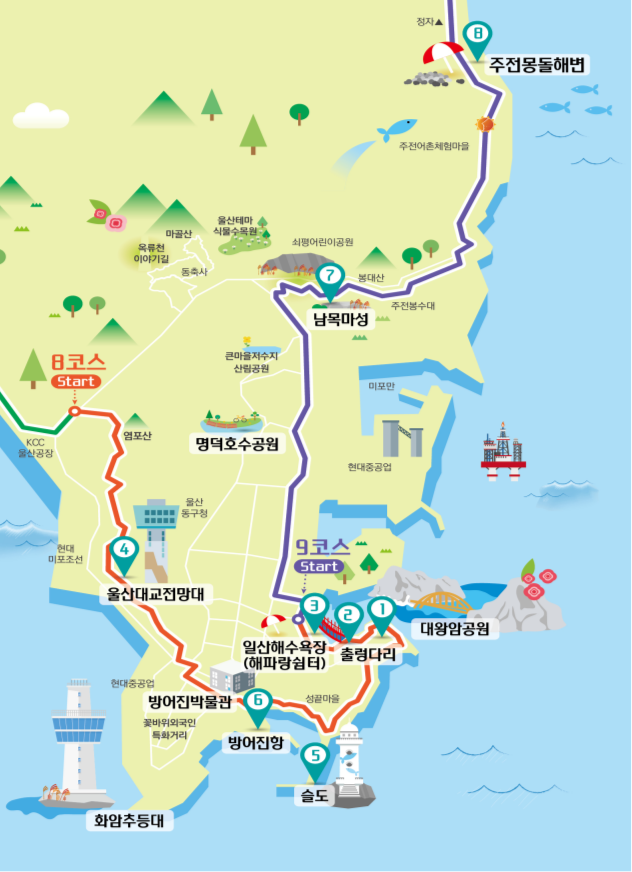 정자▲
8
주전몽돌해변
주전어촌체험마을
울산테마
식물수목원
마골산
옥류천
이야기길
동축사
쇠평어린이공원
7
봉대산
주전봉수대
남목마성
8코스
Start
큰마을저수지
산림공원
미포만
KCC
울산공장
염포산
명덕호수공원
현대중공업
울산
동구청
현대
미포조선
4
울산대교전망대
9코스
Start
3
2
1
대왕암공원
일산해수욕장
(해파랑쉼터)
출렁다리
현대중공업
방어진박물관
6
성끝마을
꽃바위외국인
특화거리
방어진항
5
슬도
화암추등대